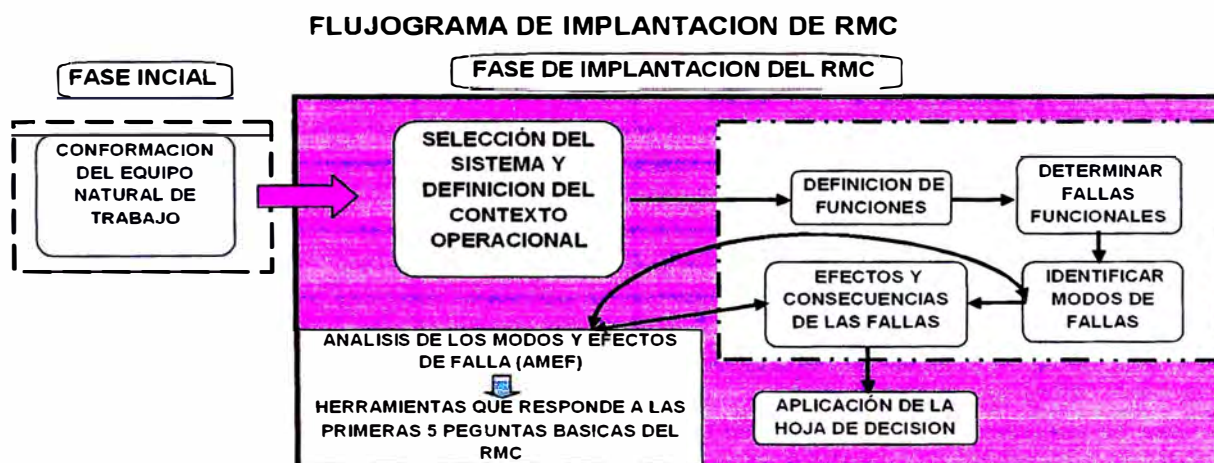 FLUJOGRAMA DE IMPLANTACION DE RMC
FASE INCIAL
FASE DE IMPLANTACION DEL RMC
CONFORMACION
DEL EQUIPO
NATURAL DE
TRABAJO
SELECCIÓN DEL
SISTEMA Y
DEFINICION DEL
CONTEXTO
OPERACIONAL
DEFINICION DE
FUNCIONES
DETERMINAR
FALLAS
FUNCIONALES
EFECTOS Y
CONSECUENCIAS
DE LAS FALLAS
IDENTIFICAR
MODOS DE
FALLAS
ANALISIS DE LOS MODOS Y EFECTOS
DE FALLA (AMEF)
HERRAMIENTAS QUE RESPONDE A LAS
PRIMERAS 5 PEGUNTAS BASICAS DEL
RMC
APLICACIÓN DE LA
HOJA DE DECISION